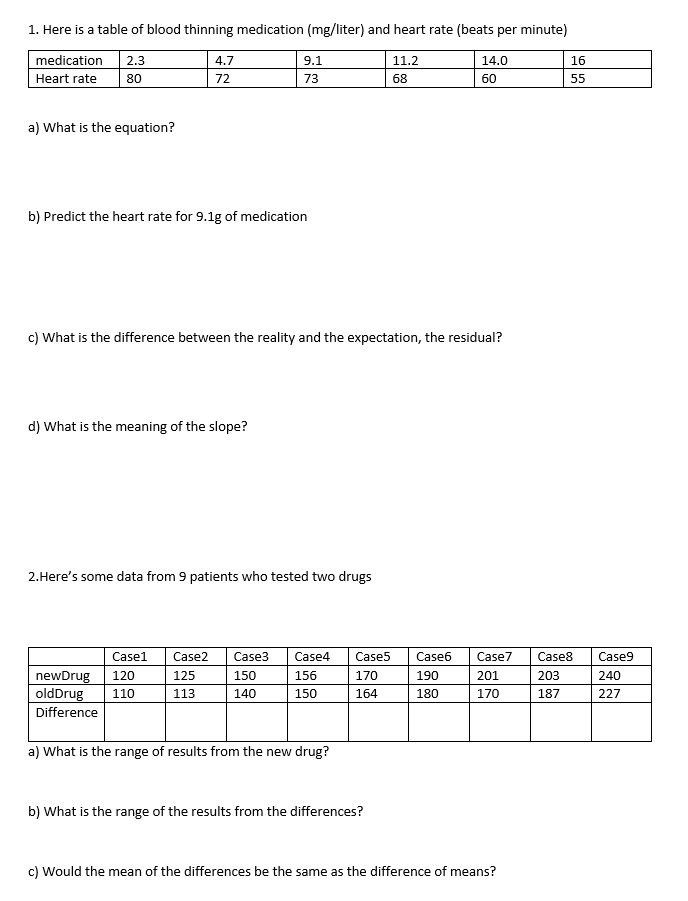 1. Here is a table of blood thinning medication (mg/liter) and heart rate (beats per minute)
medication 2.3 4.7 9.1 11.2 14.0 16
Heart rate 80 72 73 68 60 55
a) What is the equation?
b) Predict the heart rate for 9.1g of medication
c) What is the difference between the reality and the expectation, the residual?
d) What is the meaning of the slope?
2.Here's some data from 9 patients who tested two drugs
Case1 Case2 Case3 Case4 Case5 Case6 Case7 Case8 Case9
newDrug 120 125 150 156 170 190 201 203 240
oldDrug 110 113 140 150 164 180 170 187 227
Difference
a) What is the range of results from the new drug?
b) What is the range of the results from the differences?
c) Would the mean of the differences be the same as the difference of means?